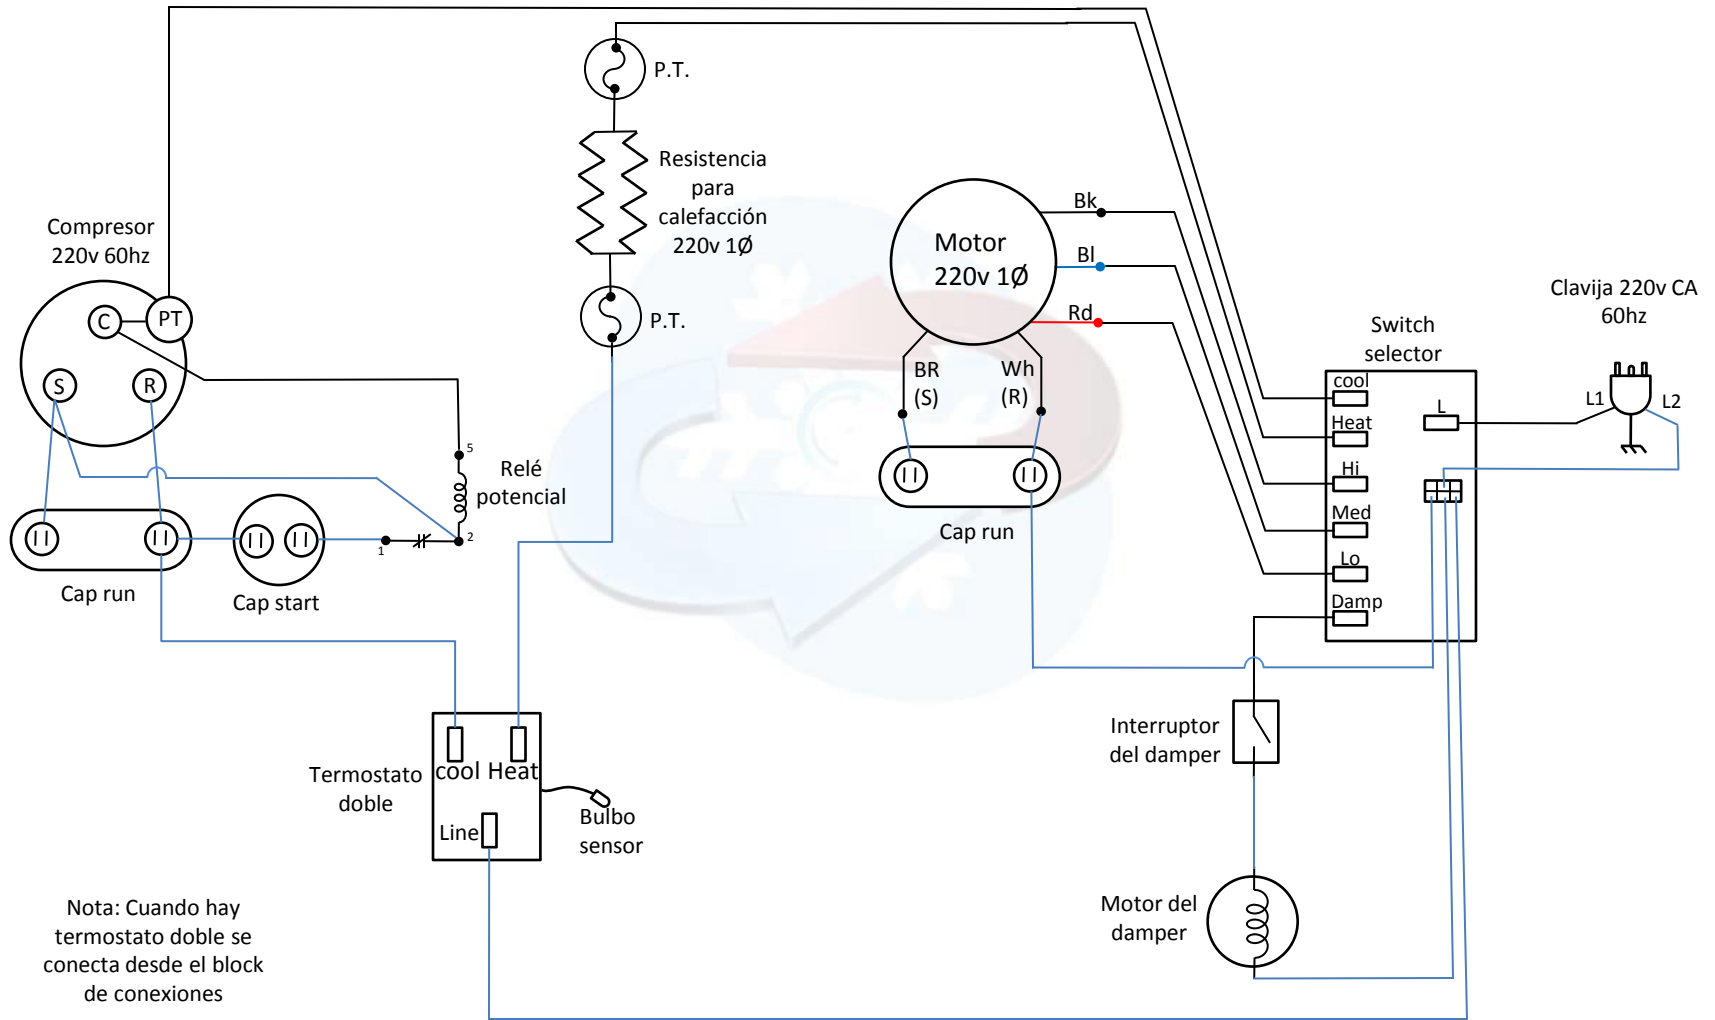 P.T.
Resistencia
para
calefacción
220v 1Ø
P.T.
Compresor
220v 60hz
C
PT
S
R
5
Relé
potencial
2
1
Cap run
Cap start
Motor
220v 1Ø
Bk
Bl
Rd
BR
(S)
Wh
(R)
Cap run
Switch
selector
cool
Heat
Hi
Med
Lo
Damp
L
Clavija 220v CA
60hz
L1
L2
Interruptor
del damper
Motor del
damper
Termostato
doble
cool Heat
Line
Bulbo
sensor
Nota: Cuando hay
termostato doble se
conecta desde el block
de conexiones